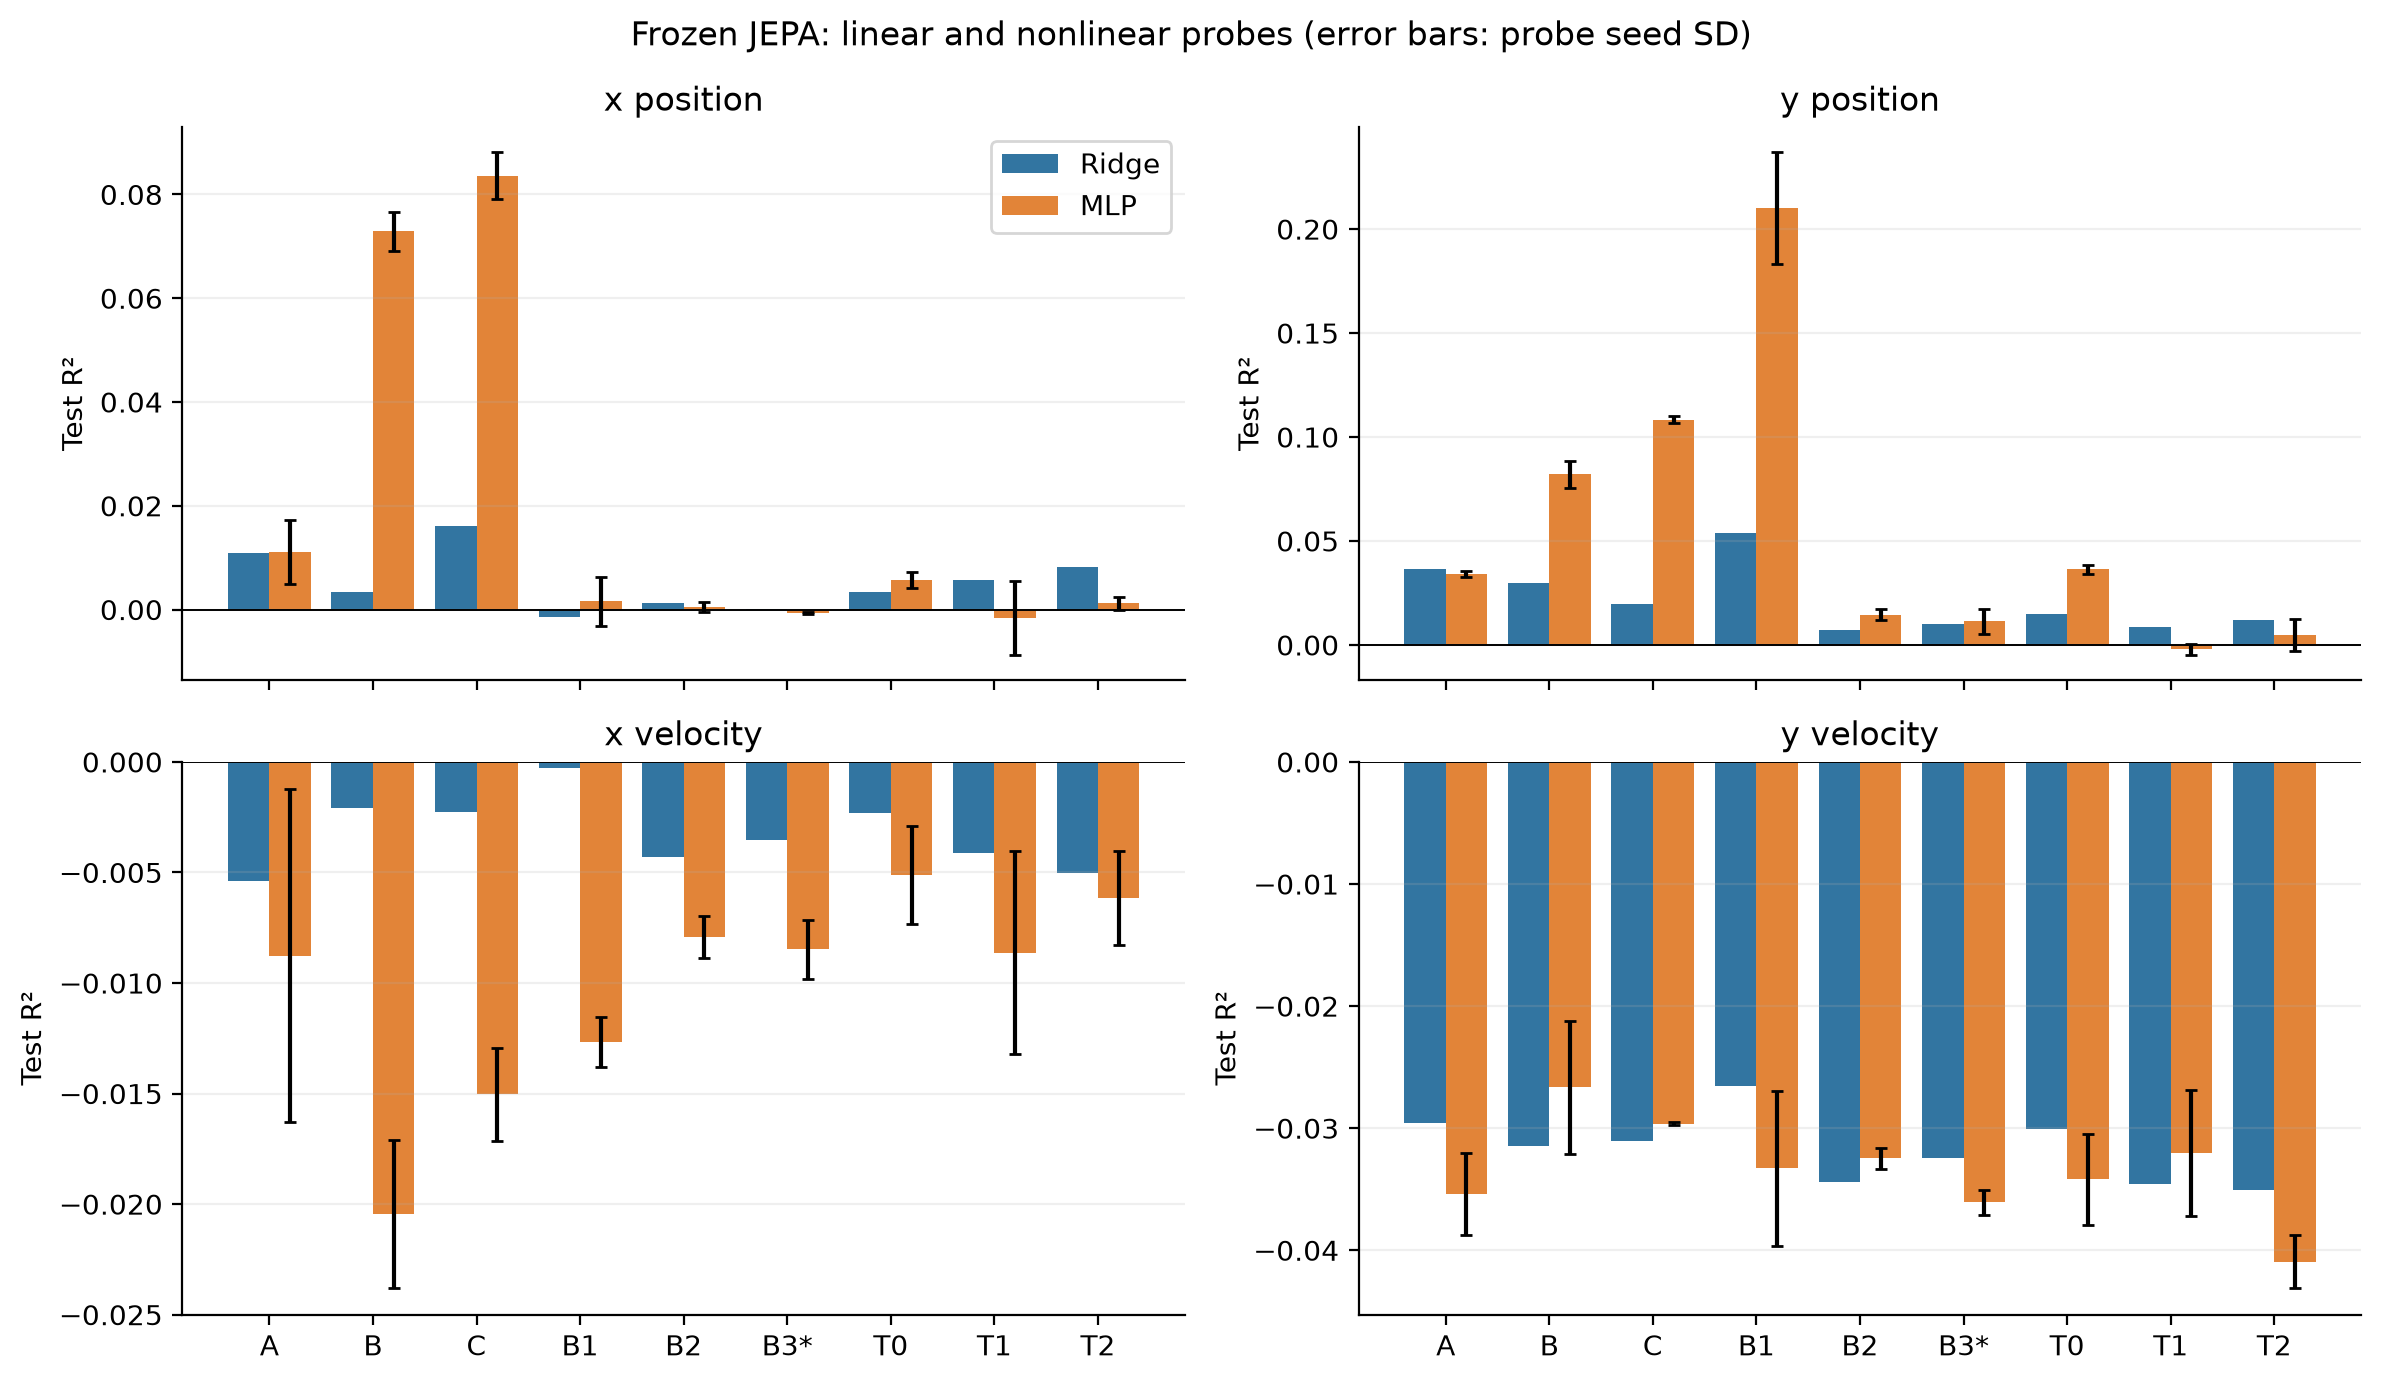 Frozen JEPA: linear and nonlinear probes (error bars: probe seed SD)
x position
Ridge
MLP
Test R²
0.08
0.06
0.04
0.02
0.00
y position
Test R²
0.20
0.15
0.10
0.05
0.00
x velocity
Test R²
0.000
−0.005
−0.010
−0.015
−0.020
−0.025
A B C B1 B2 B3* T0 T1 T2
y velocity
Test R²
0.00
−0.01
−0.02
−0.03
−0.04
A B C B1 B2 B3* T0 T1 T2